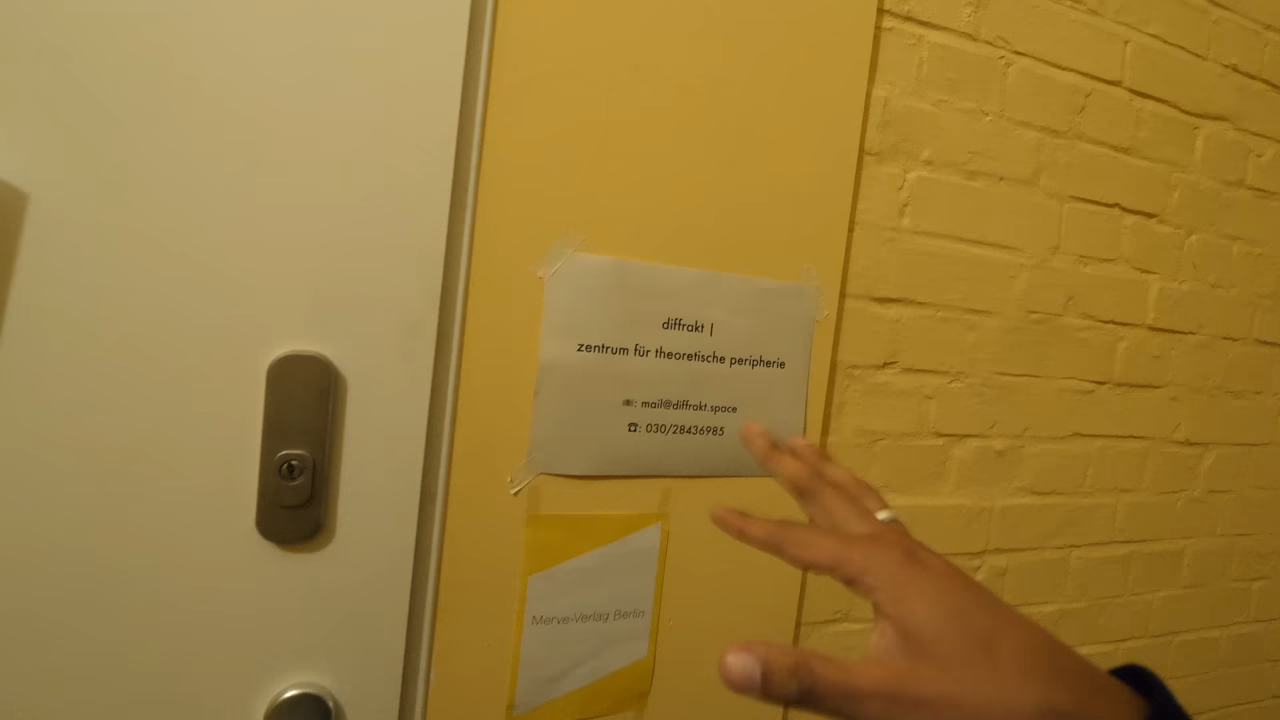 diffrakt |
zentrum für theoretische peripherie
: mail@diffrakt.space
☎: 030/28436985
Merve-Verlag Berlin